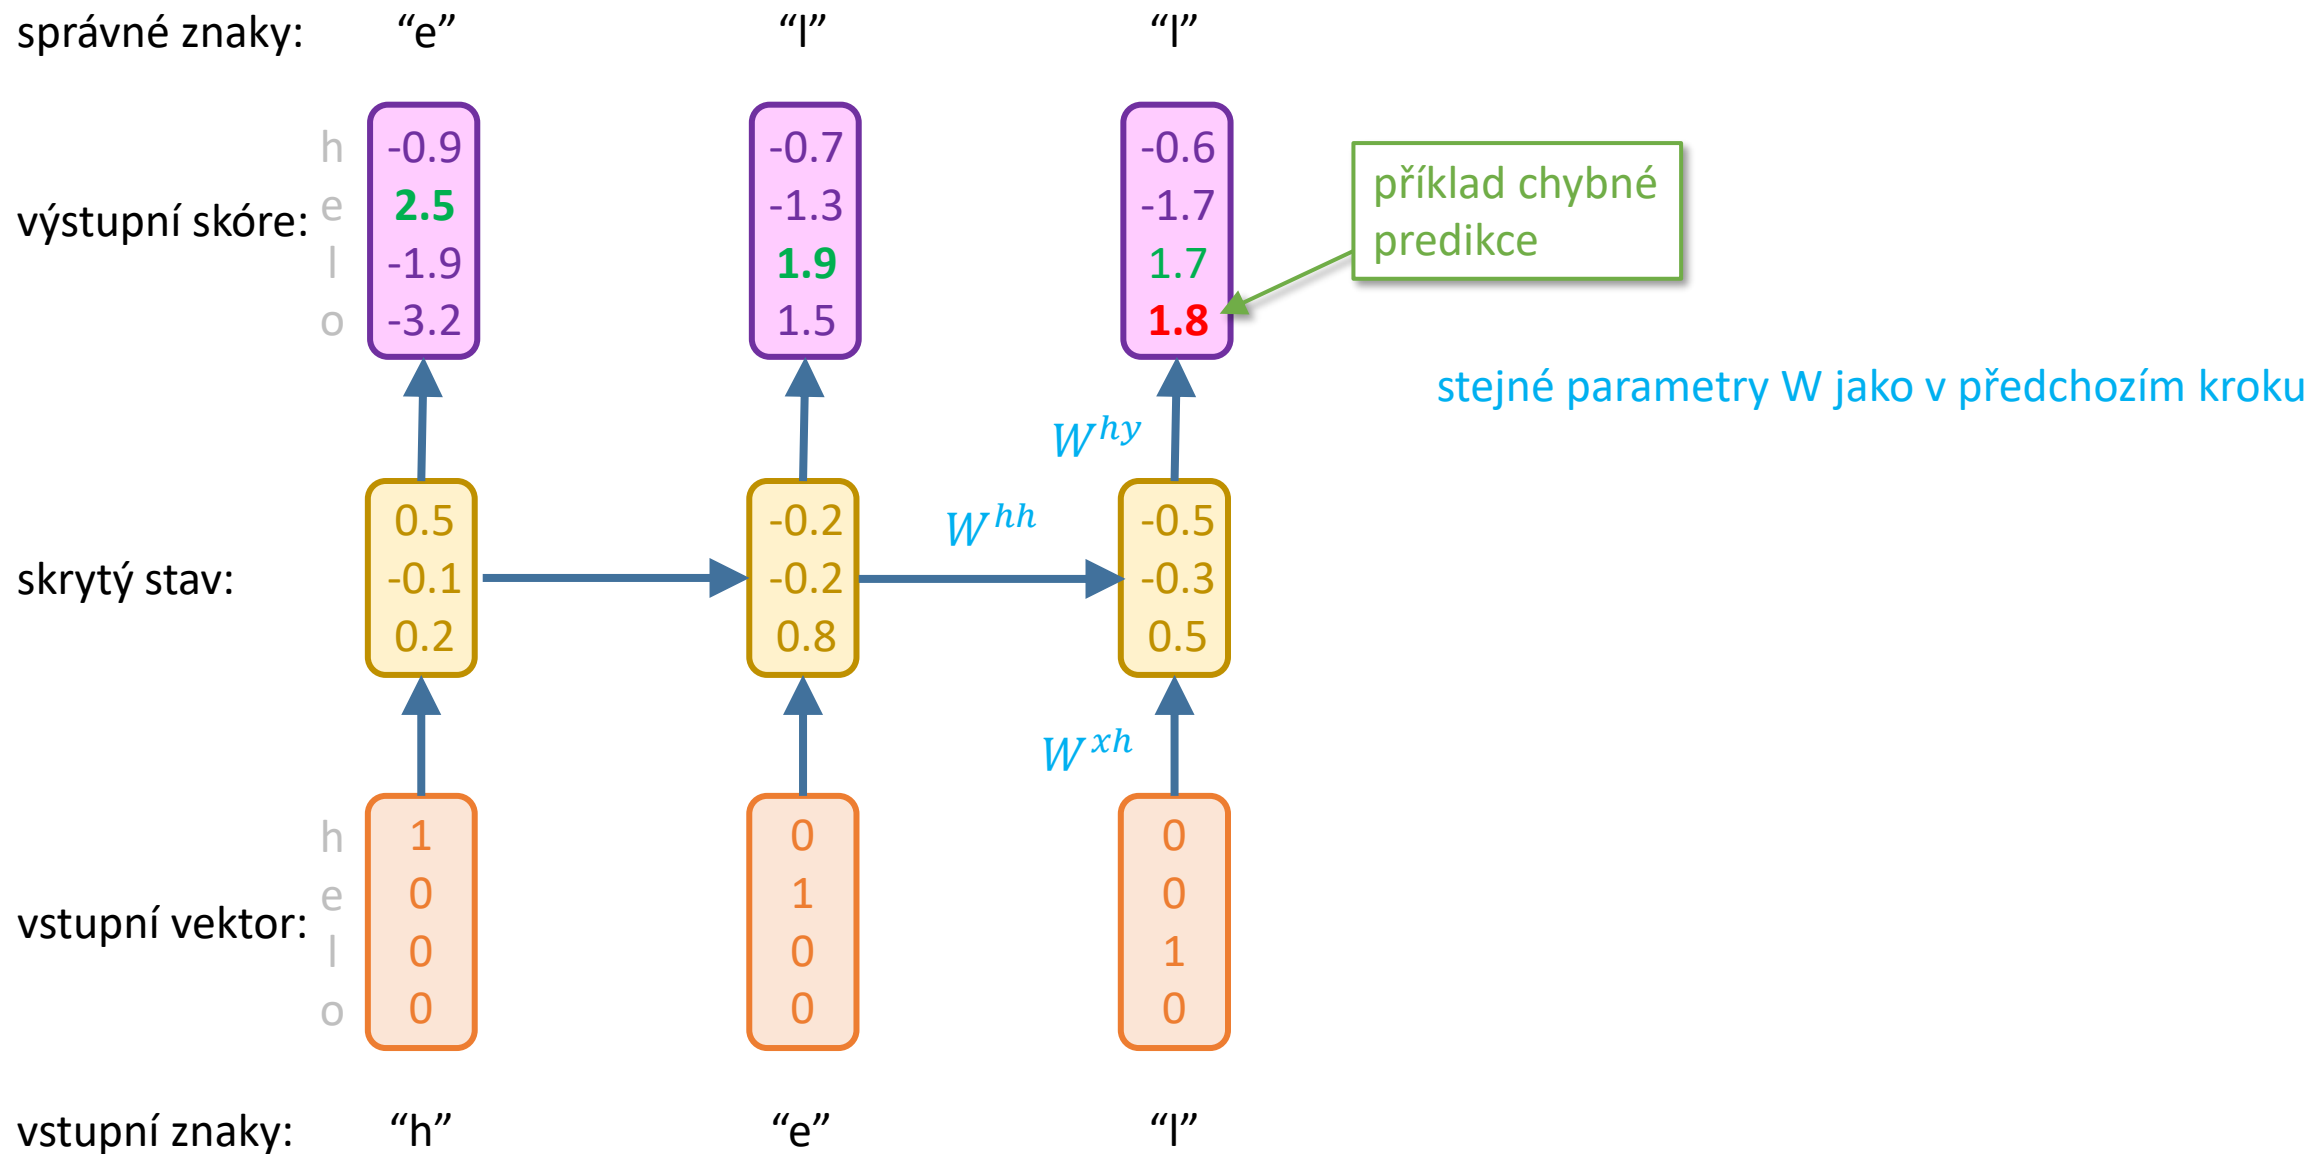 správné znaky: “e” “l” “l”
h -0.9 -0.7 -0.6
výstupní skóre: e 2.5 -1.3 -1.7
l -1.9 1.9 1.7
o -3.2 1.5 1.8
příklad chybné
predikce
stejné parametry W jako v předchozím kroku
W^{hy}
0.5 -0.2 -0.5
W^{hh}
skrytý stav: -0.1 -0.2 -0.3
0.2 0.8 0.5
W^{xh}
h 1 0 0
vstupní vektor: e 0 1 0
l 0 0 1
o 0 0 0
vstupní znaky: “h” “e” “l”